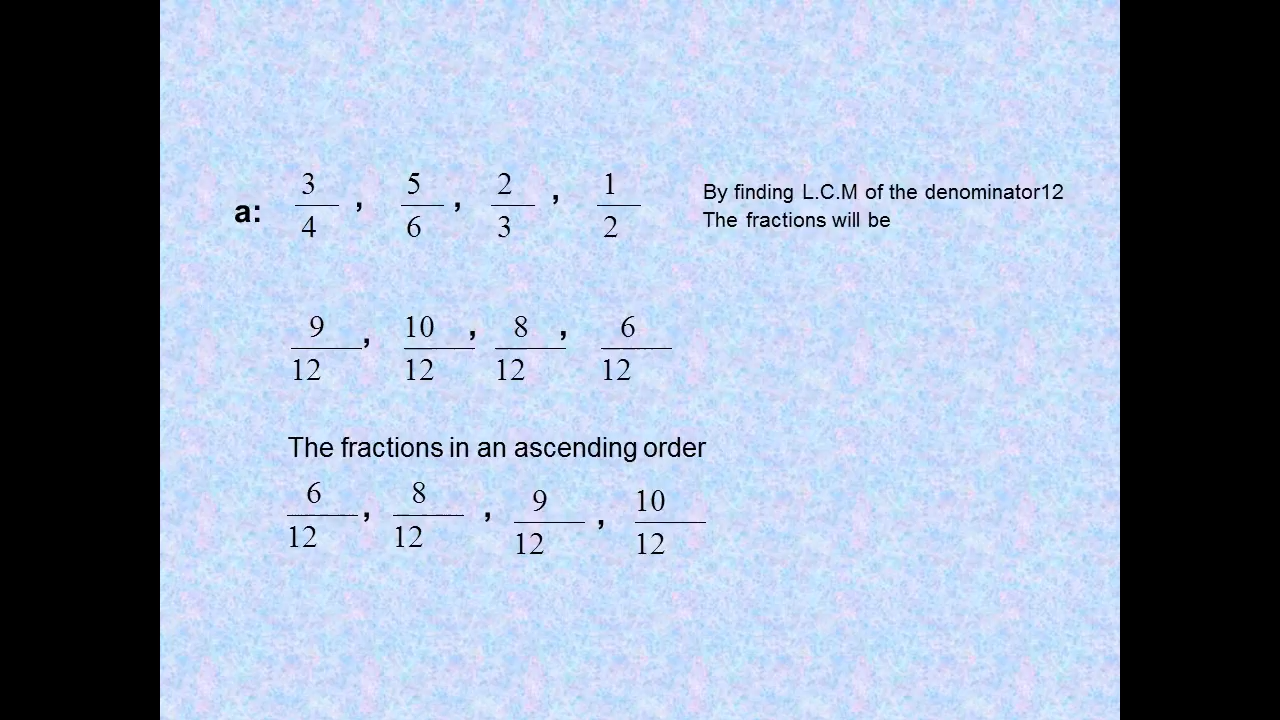 a: 3/4 , 5/6 , 2/3 , 1/2
By finding L.C.M of the denominator12
The fractions will be
9/12 , 10/12 , 8/12 , 6/12
The fractions in an ascending order
6/12 , 8/12 , 9/12 , 10/12